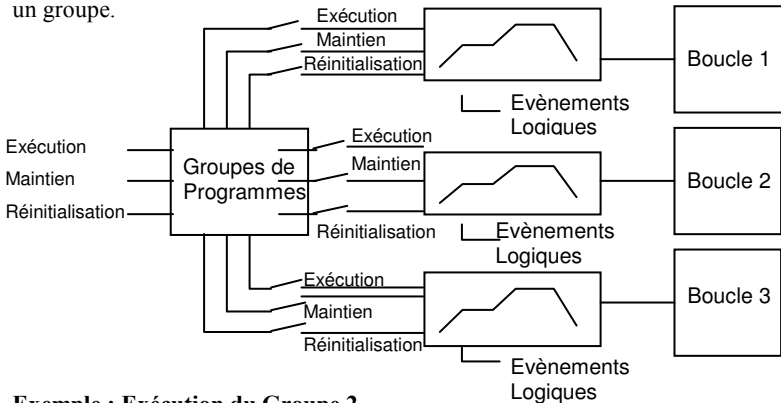 un groupe.
Exécution
Maintien
Réinitialisation
Boucle 1
Evènements
Logiques
Exécution
Maintien
Réinitialisation
Groupes de
Programmes
Exécution
Maintien
Réinitialisation
Boucle 2
Evènements
Logiques
Exécution
Maintien
Réinitialisation
Boucle 3
Evènements
Logiques
Exemple : Exécution du Groupe 2